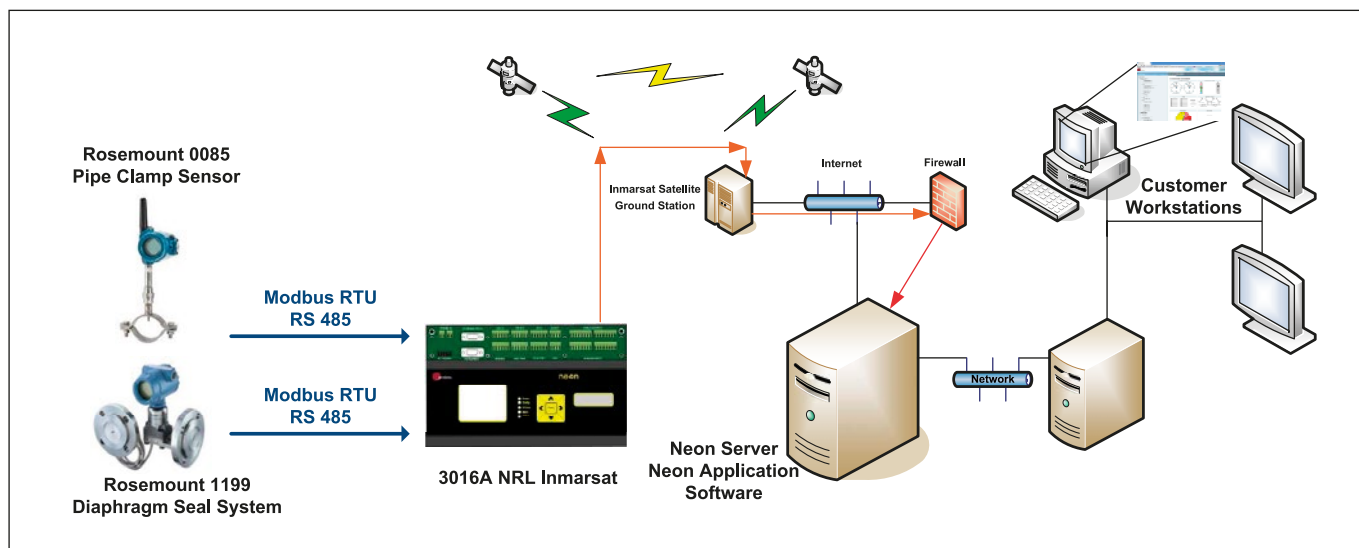 Rosemount 0085
Pipe Clamp Sensor
Modbus RTU
RS 485
Modbus RTU
RS 485
Rosemount 1199
Diaphragm Seal System
neon
3016A NRL Inmarsat
Inmarsat Satellite
Ground Station
Internet
Firewall
Customer
Workstations
Network
Neon Server
Neon Application
Software